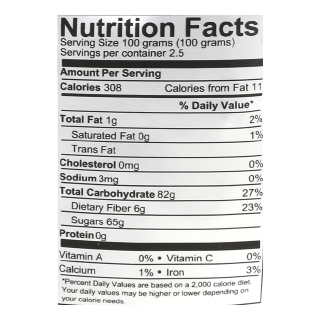 Nutrition Facts
Serving Size 100 grams (100 grams)
Servings per container 2.5
Amount Per Serving
Calories 308 Calories from Fat 11
% Daily Value*
Total Fat 1g 2%
Saturated Fat 0g 1%
Trans Fat
Cholesterol 0mg 0%
Sodium 3mg 0%
Total Carbohydrate 82g 27%
Dietary Fiber 6g 23%
Sugars 65g
Protein 0g
Vitamin A 0% • Vitamin C 0%
Calcium 1% • Iron 3%
*Percent Daily Values are based on a 2,000 calorie diet.
Your daily values may be higher or lower depending on
your calorie needs.